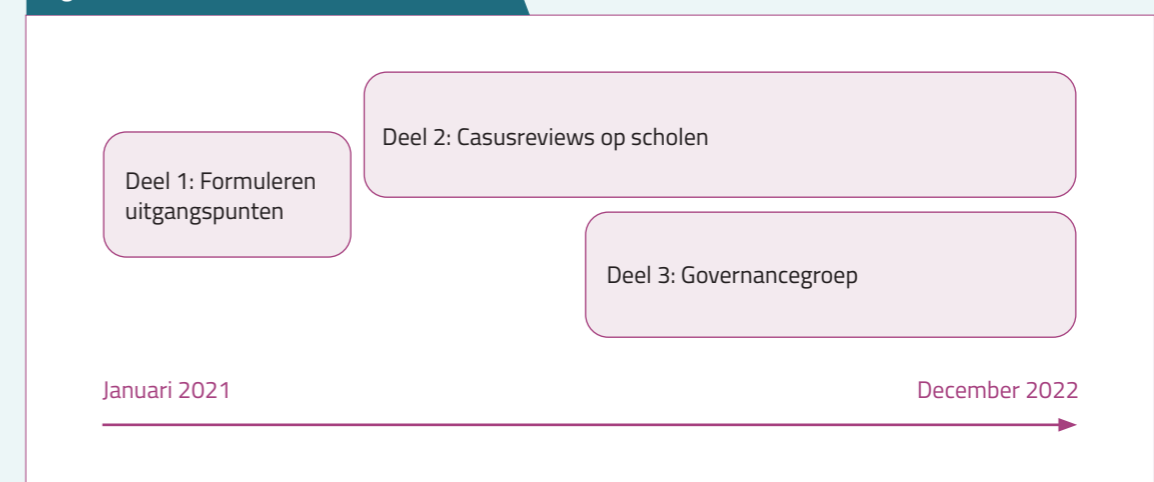 Deel 2: Casusreviews op scholen
Deel 1: Formuleren
uitgangspunten
Deel 3: Governancegroep
Januari 2021
December 2022